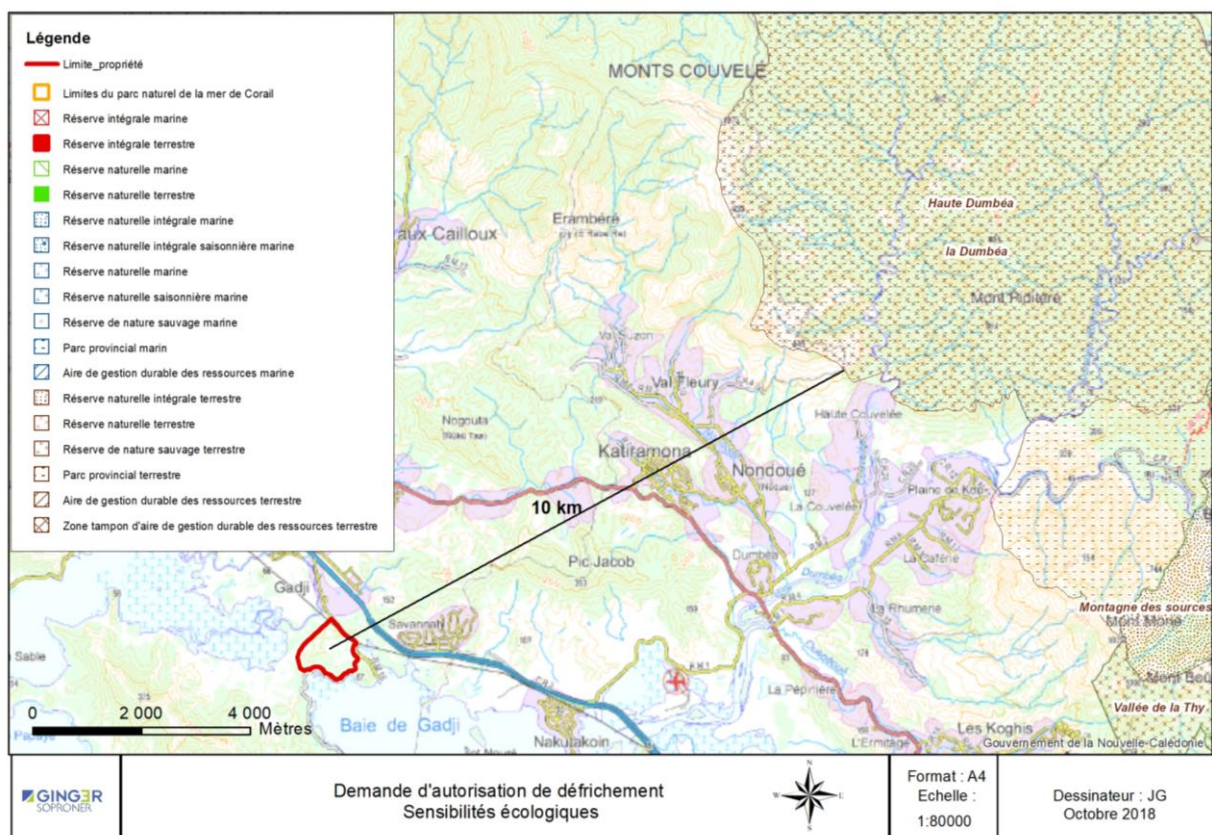 Légende
Limite_propriété
Limites du parc naturel de la mer de Corail
Réserve intégrale marine
Réserve intégrale terrestre
Réserve naturelle marine
Réserve naturelle terrestre
Réserve naturelle intégrale marine
Réserve naturelle intégrale saisonnière marine
Réserve naturelle marine
Réserve naturelle saisonnière marine
Réserve de nature sauvage marine
Parc provincial marin
Aire de gestion durable des ressources marine
Réserve naturelle intégrale terrestre
Réserve naturelle terrestre
Réserve de nature sauvage terrestre
Parc provincial terrestre
Aire de gestion durable des ressources terrestre
Zone tampon d'aire de gestion durable des ressources terrestre
MONTS COUVELÉ
Haute Dumbéa
Erambéré
aux Cailloux
la Dumbéa
Mont Piditéré
Val Suzon
Val Fleury
Haute Couvelée
Nogouta
Katiramona
Nondoué
Plaine de Koé
10 km
La Couvelée
La Caférie
Pic Jacob
Dumbéa
Dumbéa
Gadji
La Rhumerie
Montagne des sources
Mont Moné
Savannah
La Pépinière
Vallée de la Thy
0 2 000 4 000
Mètres
Baie de Gadji
Nakutakoin
Les Koghis
L'Ermitage
Gouvernement de la Nouvelle-Calédonie
GINGER
SOPRONER
Demande d'autorisation de défrichement
Sensibilités écologiques
N
W E
S
Format : A4
Echelle :
1:80000
Dessinateur : JG
Octobre 2018